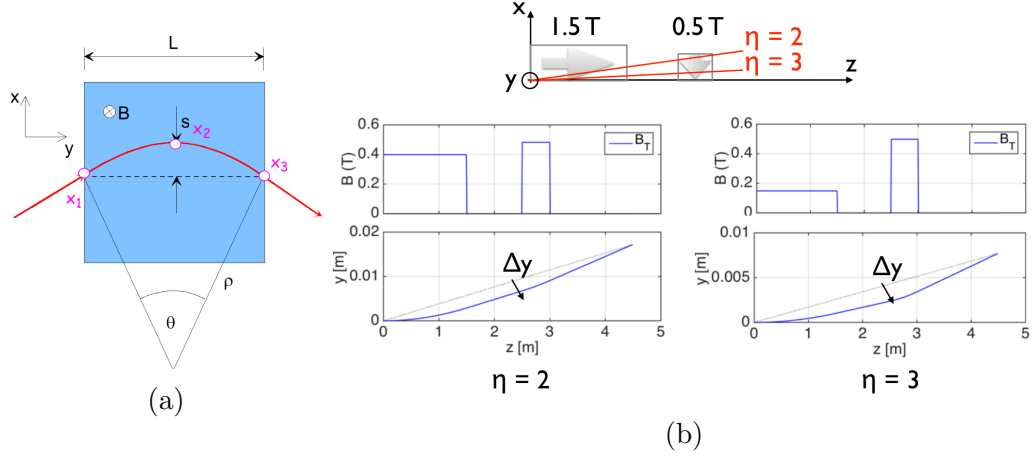 L
x
y
B
s
x₂
x₁
x₃
ρ
θ
(a)
x
1.5 T
0.5 T
η = 2
η = 3
y
z
0.6
0.4
0.2
0
B (T)
B_T
0.02
0.01
0
y [m]
Δy
0 1 2 3 4 5
z [m]
η = 2
0.6
0.4
0.2
0
B (T)
B_T
0.01
0.005
0
y [m]
Δy
0 1 2 3 4 5
z [m]
η = 3
(b)